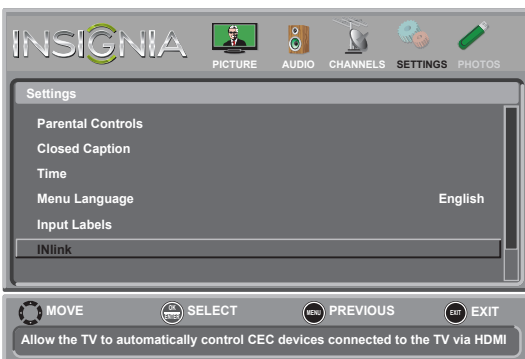 INSIGNIA
PICTURE AUDIO CHANNELS SETTINGS PHOTOS
Settings
Parental Controls
Closed Caption
Time
Menu Language English
Input Labels
INlink
MOVE OK ENTER SELECT MENU PREVIOUS EXIT EXIT
Allow the TV to automatically control CEC devices connected to the TV via HDMI